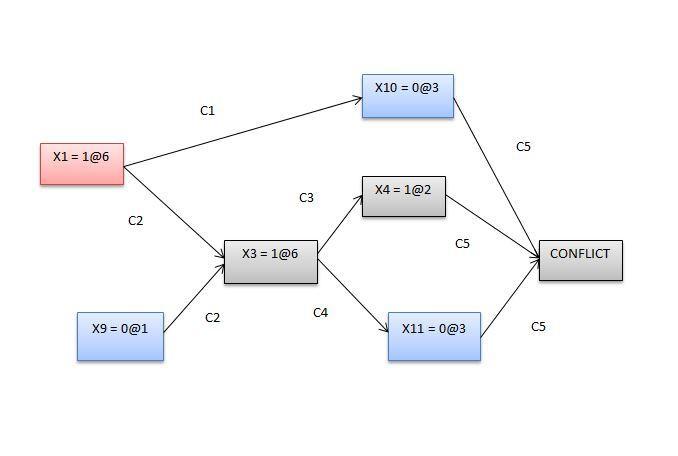 X10 = 0@3
C1
C5
X1 = 1@6
X4 = 1@2
C3
C2
C5
X3 = 1@6
CONFLICT
C4
C2
X9 = 0@1
X11 = 0@3
C5